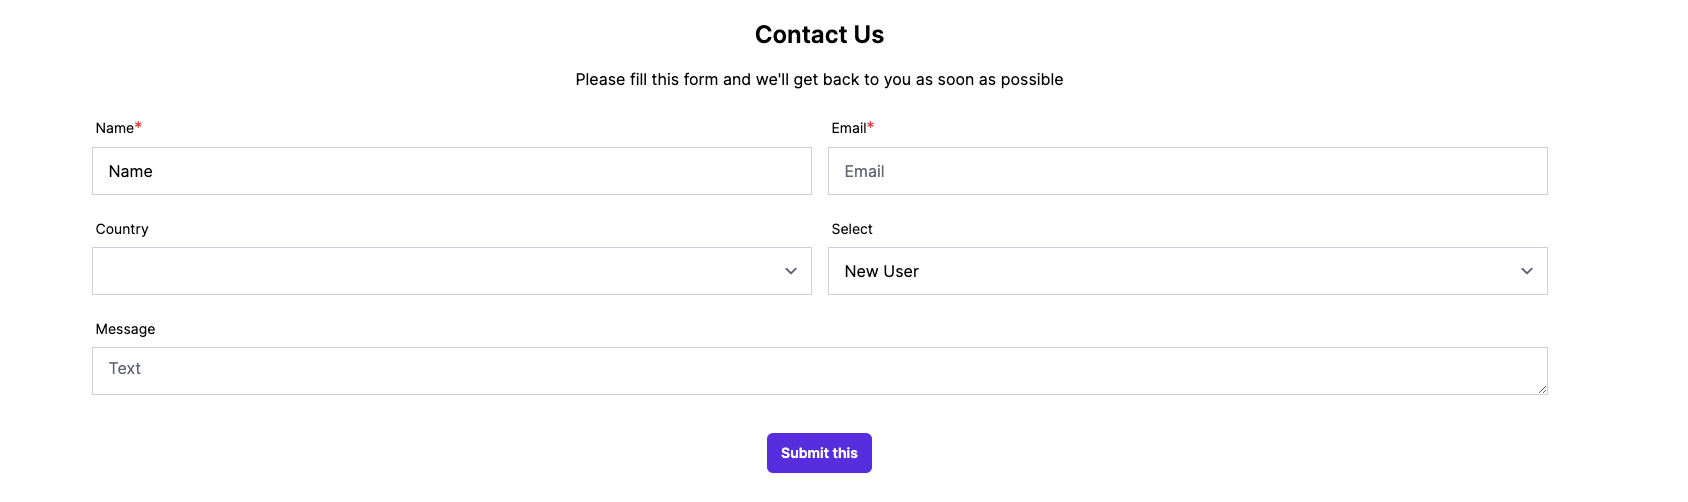 Contact Us
Please fill this form and we'll get back to you as soon as possible
Name* Email*
Name Email
Country Select
New User
Message
Text
Submit this